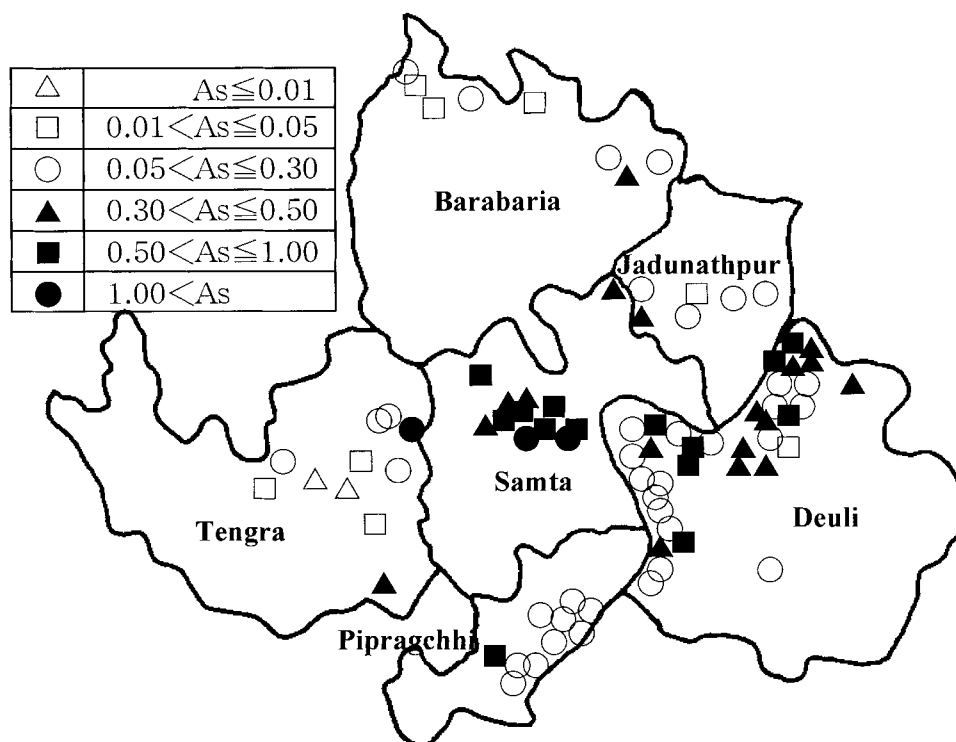 As≦0.01
0.01<As≦0.05
0.05<As≦0.30
0.30<As≦0.50
0.50<As≦1.00
1.00<As
Barabaria
Jadunathpur
Samta
Tengra
Deuli
Pipragchhi